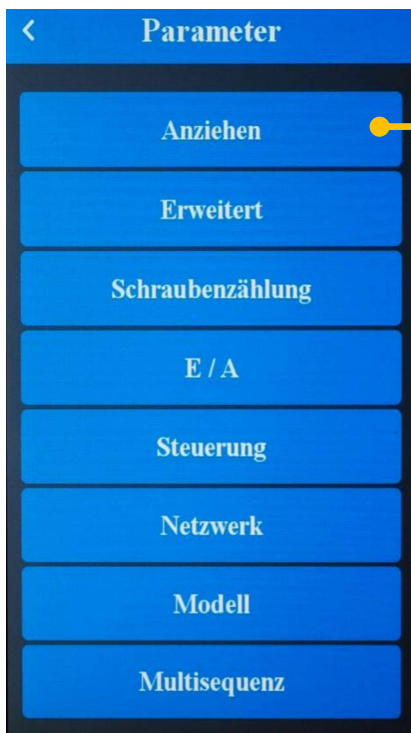 Parameter
Anziehen
Erweitert
Schraubenzählung
E / A
Steuerung
Netzwerk
Modell
Multisequenz